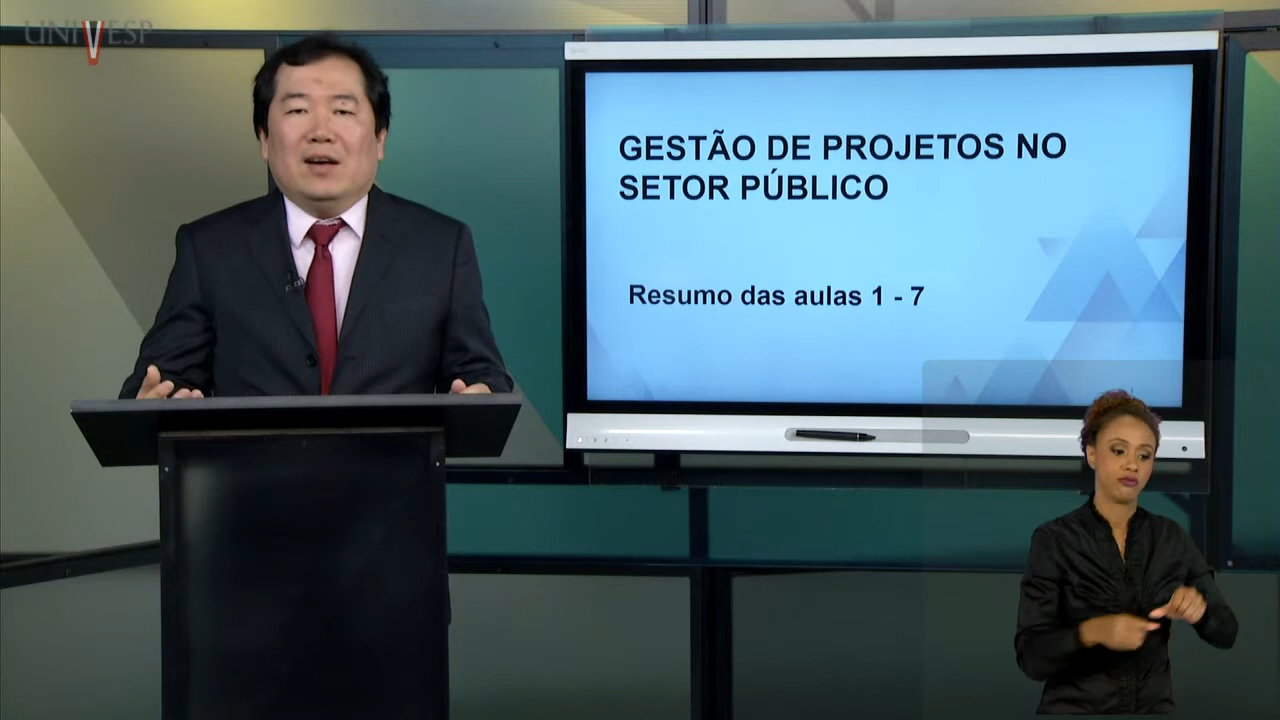 UNIVESP
GESTÃO DE PROJETOS NO
SETOR PÚBLICO
Resumo das aulas 1 - 7